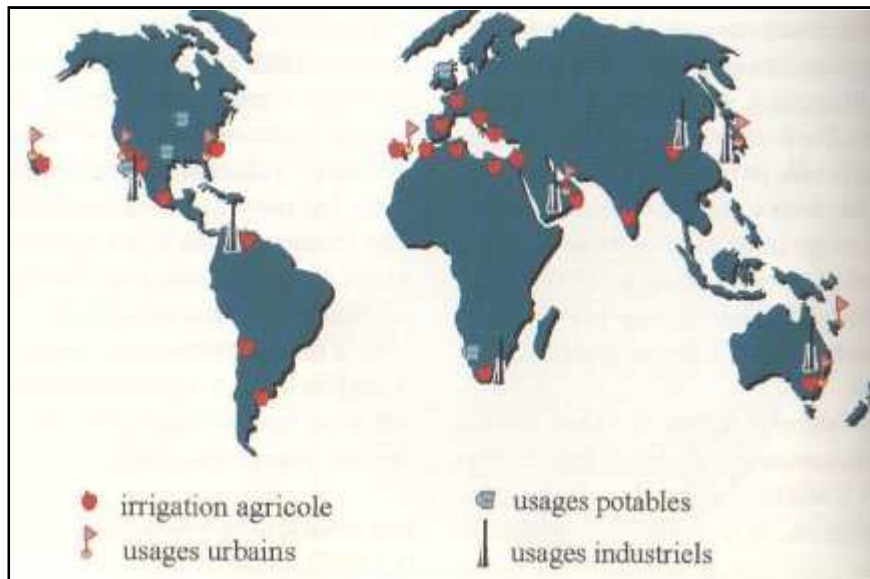 irrigation agricole
usages urbains
usages potables
usages industriels